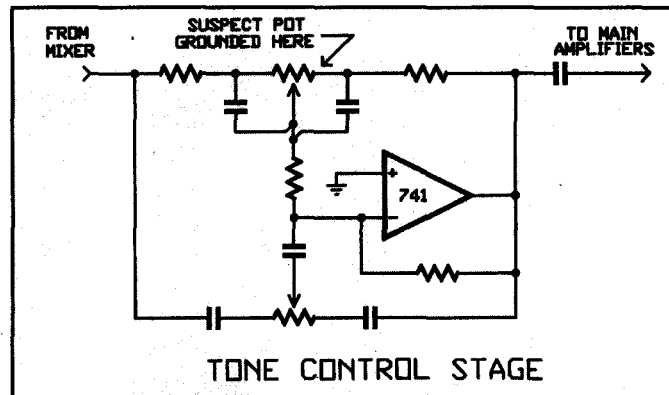 FROM
MIXER
SUSPECT POT
GROUNDED HERE
TO MAIN
AMPLIFIERS
+
741
−
TONE CONTROL STAGE